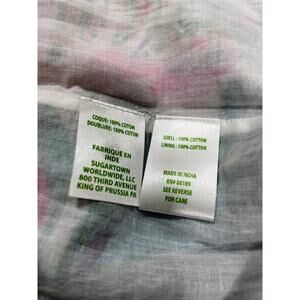 COQUE: 100% COTON
DOUBLURE: 100% COTON
FABRIQUÉ EN
INDE
SUGARTOWN
WORLDWIDE, LLC
800 THIRD AVENUE
KING OF PRUSSIA PA
SHELL: 100% COTTON
LINING: 100% COTTON
MADE IN INDIA
RN# 88189
SEE REVERSE
FOR CARE